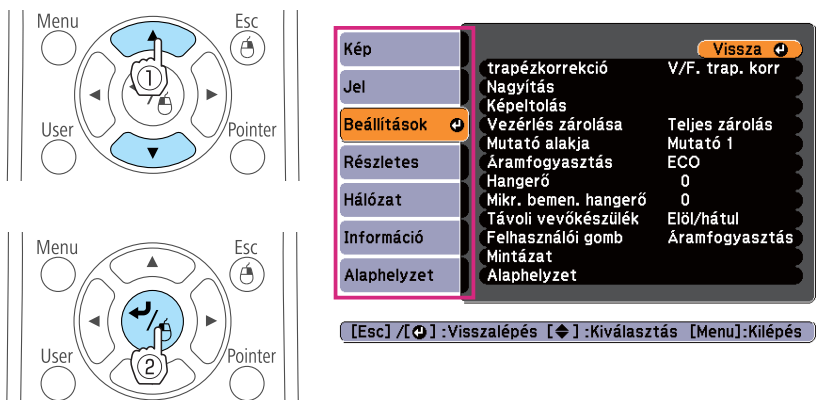 Menu
Esc
1
User
Pointer
Menu
Esc
User
2
Pointer
Kép
Jel
Beállítások
Részletes
Hálózat
Információ
Alaphelyzet
Vissza
trapézkorrekció V/F. trap. korr
Nagyítás
Képeltolás
Vezérlés zárolása Teljes zárolás
Mutató alakja Mutató 1
Áramfogyasztás ECO
Hangerő 0
Mikr. bemen. hangerő 0
Távoli vevőkészülék Elöl/hátul
Felhasználói gomb Áramfogyasztás
Mintázat
Alaphelyzet
[Esc] /[⏎] :Visszalépés [◆] :Kiválasztás [Menu]:Kilépés